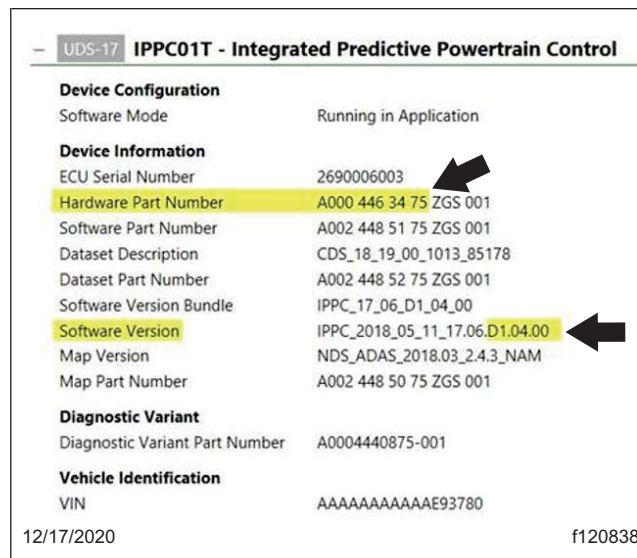 – UDS-17 IPPC01T - Integrated Predictive Powertrain Control
Device Configuration
Software Mode Running in Application
Device Information
ECU Serial Number 2690006003
Hardware Part Number A000 446 34 75 ZGS 001
Software Part Number A002 448 51 75 ZGS 001
Dataset Description CDS_18_19_00_1013_85178
Dataset Part Number A002 448 52 75 ZGS 001
Software Version Bundle IPPC_17_06_D1_04_00
Software Version IPPC_2018_05_11_17.06.D1.04.00
Map Version NDS_ADAS_2018.03_2.4.3_NAM
Map Part Number A002 448 50 75 ZGS 001
Diagnostic Variant
Diagnostic Variant Part Number A0004440875-001
Vehicle Identification
VIN AAAAAAAAAAAE93780
12/17/2020 f120838